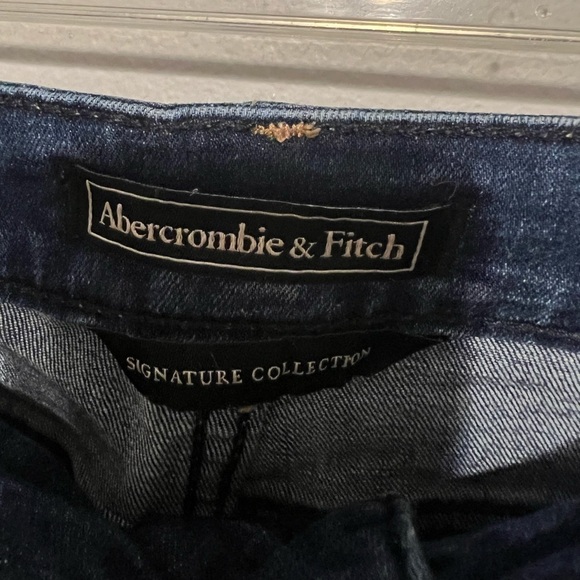 Abercrombie & Fitch
SIGNATURE COLLECTION